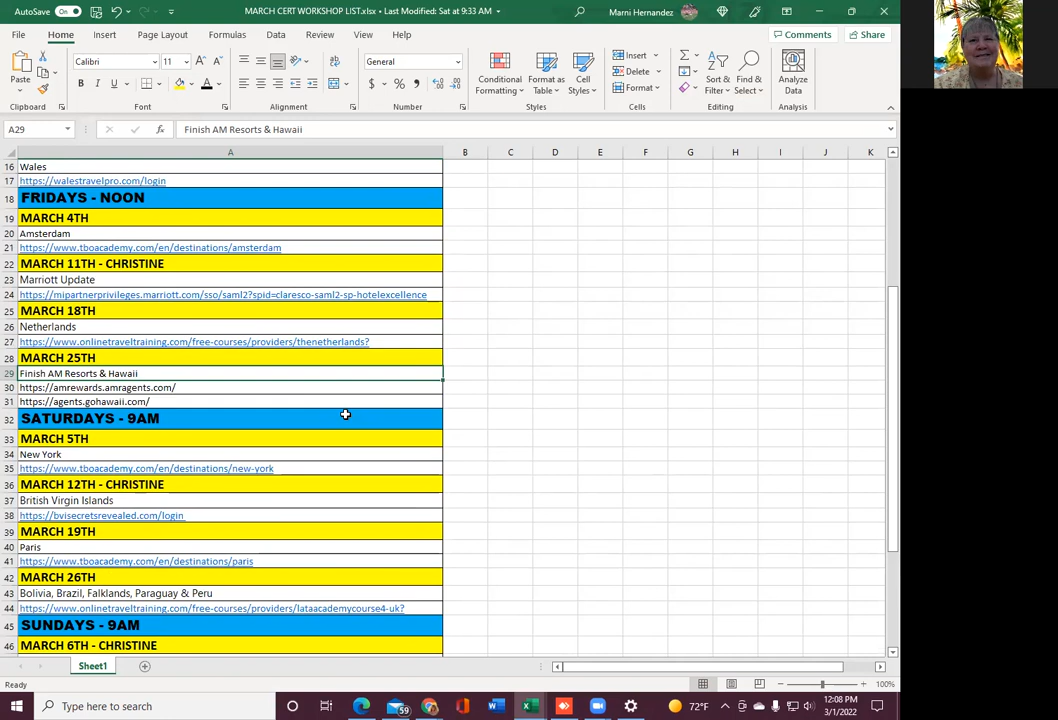 AutoSave On MARCH CERT WORKSHOP LIST.xlsx • Last Modified: Sat at 9:33 AM Marni Hernandez
File Home Insert Page Layout Formulas Data Review View Help Comments Share
Calibri 11 General Insert
Paste B I U $ % Conditional Formatting Format as Table Cell Styles Delete Sort & Filter Find & Select Analyze Data
Format
Clipboard Font Alignment Number Styles Cells Editing Analysis
A29 fx Finish AM Resorts & Hawaii
A B C D E F G H I J K
16 Wales
17 https://walestravelpro.com/login
18 FRIDAYS - NOON
19 MARCH 4TH
20 Amsterdam
21 https://www.tboacademy.com/en/destinations/amsterdam
22 MARCH 11TH - CHRISTINE
23 Marriott Update
24 https://mipartnerprivileges.marriott.com/sso/saml2?spid=claresco-saml2-sp-hotelexcellence
25 MARCH 18TH
26 Netherlands
27 https://www.onlinetraveltraining.com/free-courses/providers/thenetherlands?
28 MARCH 25TH
29 Finish AM Resorts & Hawaii
30 https://amrewards.amragents.com/
31 https://agents.gohawaii.com/
32 SATURDAYS - 9AM
33 MARCH 5TH
34 New York
35 https://www.tboacademy.com/en/destinations/new-york
36 MARCH 12TH - CHRISTINE
37 British Virgin Islands
38 https://bvisecretsrevealed.com/login
39 MARCH 19TH
40 Paris
41 https://www.tboacademy.com/en/destinations/paris
42 MARCH 26TH
43 Bolivia, Brazil, Falklands, Paraguay & Peru
44 https://www.onlinetraveltraining.com/free-courses/providers/lataacademycourse4-uk?
45 SUNDAYS - 9AM
46 MARCH 6TH - CHRISTINE
Sheet1
Ready 100%
Type here to search 59 72°F 12:08 PM
3/1/2022